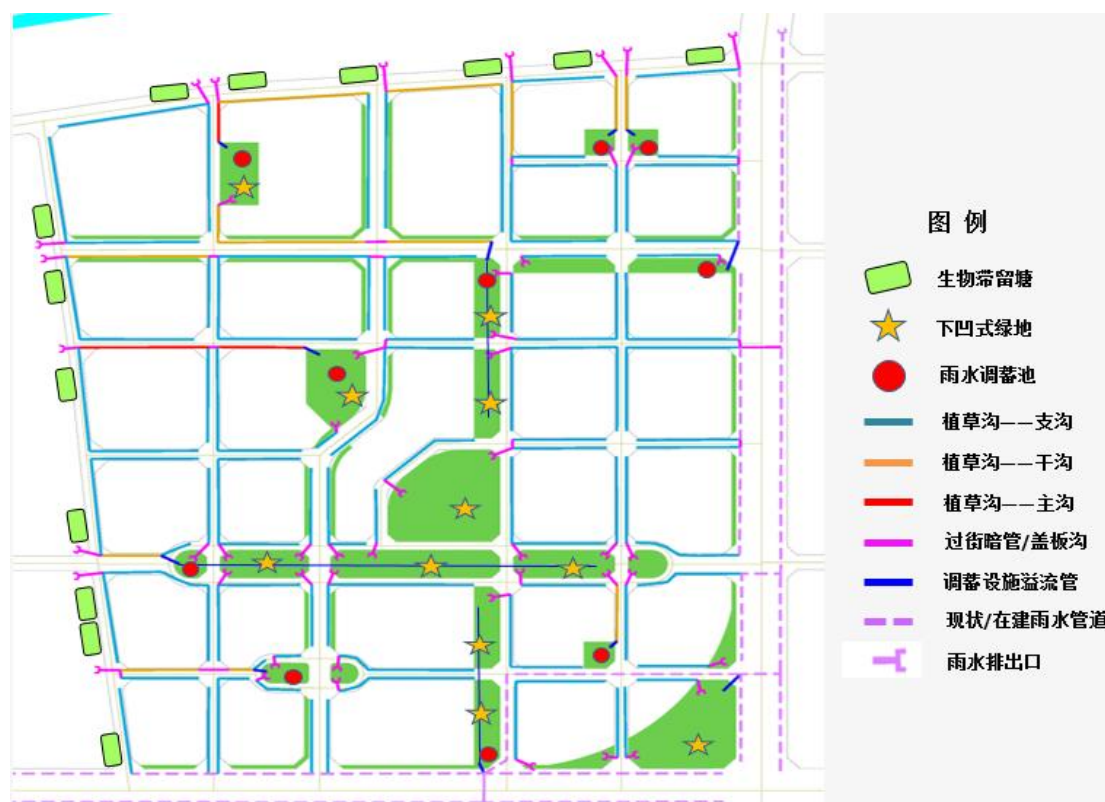 图 例
生物滞留塘
下凹式绿地
雨水调蓄池
植草沟——支沟
植草沟——干沟
植草沟——主沟
过街暗管/盖板沟
调蓄设施溢流管
现状/在建雨水管道
雨水排出口